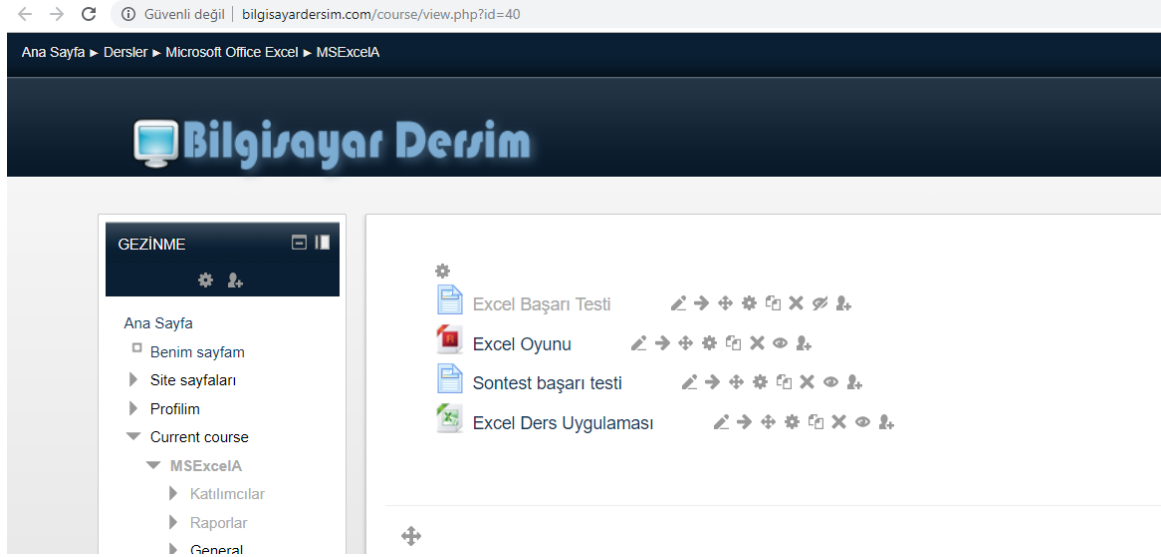 Güvenli değil | bilgisayardersim.com/course/view.php?id=40
Ana Sayfa ► Dersler ► Microsoft Office Excel ► MSExcelA
Bilgisayar Dersim
GEZİNME
Ana Sayfa
Benim sayfam
Site sayfaları
Profilim
Current course
MSExcelA
Katılımcılar
Raporlar
General
Excel Başarı Testi
Excel Oyunu
Sontest başarı testi
Excel Ders Uygulaması